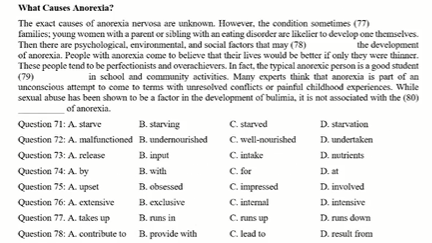 What Causes Anorexia?
The exact causes of anorexia nervosa are unknown. However, the condition sometimes (77)
families; young women with a parent or sibling with an eating disorder are likelier to develop one themselves.
Then there are psychological, environmental, and social factors that may (78) the development
of anorexia. People with anorexia come to believe that their lives would be better if only they were thinner.
These people tend to be perfectionists and overachievers. In fact, the typical anorexic person is a good student
(79) in school and community activities. Many experts think that anorexia is part of an
unconscious attempt to come to terms with unresolved conflicts or painful childhood experiences. While
sexual abuse has been shown to be a factor in the development of bulimia, it is not associated with the (80)
________ of anorexia.
Question 71: A. starve B. starving C. starved D. starvation
Question 72: A. malfunctioned B. undernourished C. well-nourished D. undertaken
Question 73: A. release B. input C. intake D. nutrients
Question 74: A. by B. with C. for D. at
Question 75: A. upset B. obsessed C. impressed D. involved
Question 76: A. extensive B. exclusive C. internal D. intensive
Question 77. A. takes up B. runs in C. runs up D. runs down
Question 78: A. contribute to B. provide with C. lead to D. result from